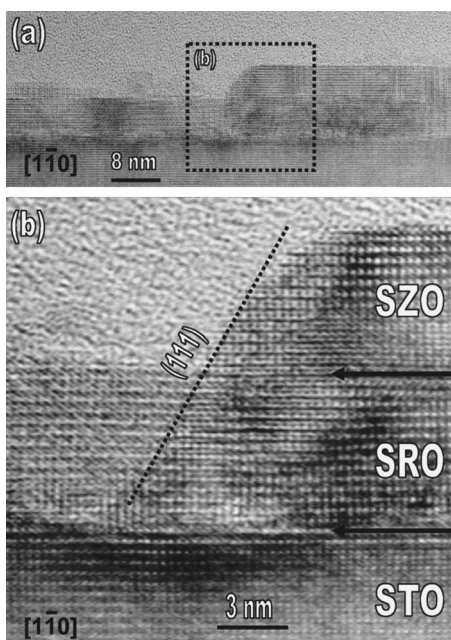 (a)
(b)
[11̄0]
8 nm
(b)
SZO
(111)
SRO
[11̄0]
3 nm
STO